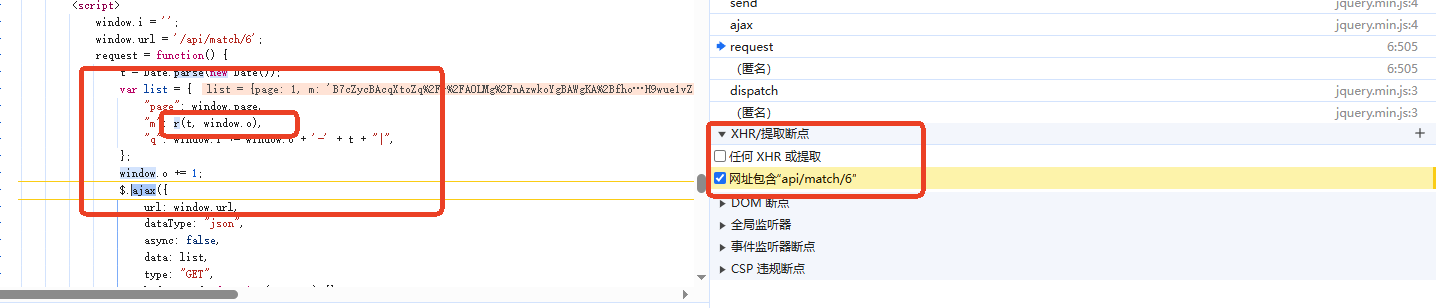 <script>
window.i = '';
window.url = '/api/match/6';
request = function() {
t = Date.parse(new Date());
var list = { list = {page: 1, m: 'B7cZycBAcqXtoZq%2F
%2FAOLMg%2FnAzwkoYgBAWgKA%2Bfho…H9wue1vZ
"page": window.page,
"m": r(t, window.o),
"q": window.i += window.o + '-' + t + "|",
};
window.o += 1;
$.ajax({
url: window.url,
dataType: "json",
async: false,
data: list,
type: "GET",
send jquery.min.js:4
ajax jquery.min.js:4
request 6:505
(匿名) 6:505
dispatch jquery.min.js:3
(匿名) jquery.min.js:3
XHR/提取断点
任何 XHR 或提取
网址包含“api/match/6”
DOM 断点
全局监听器
事件监听器断点
CSP 违规断点